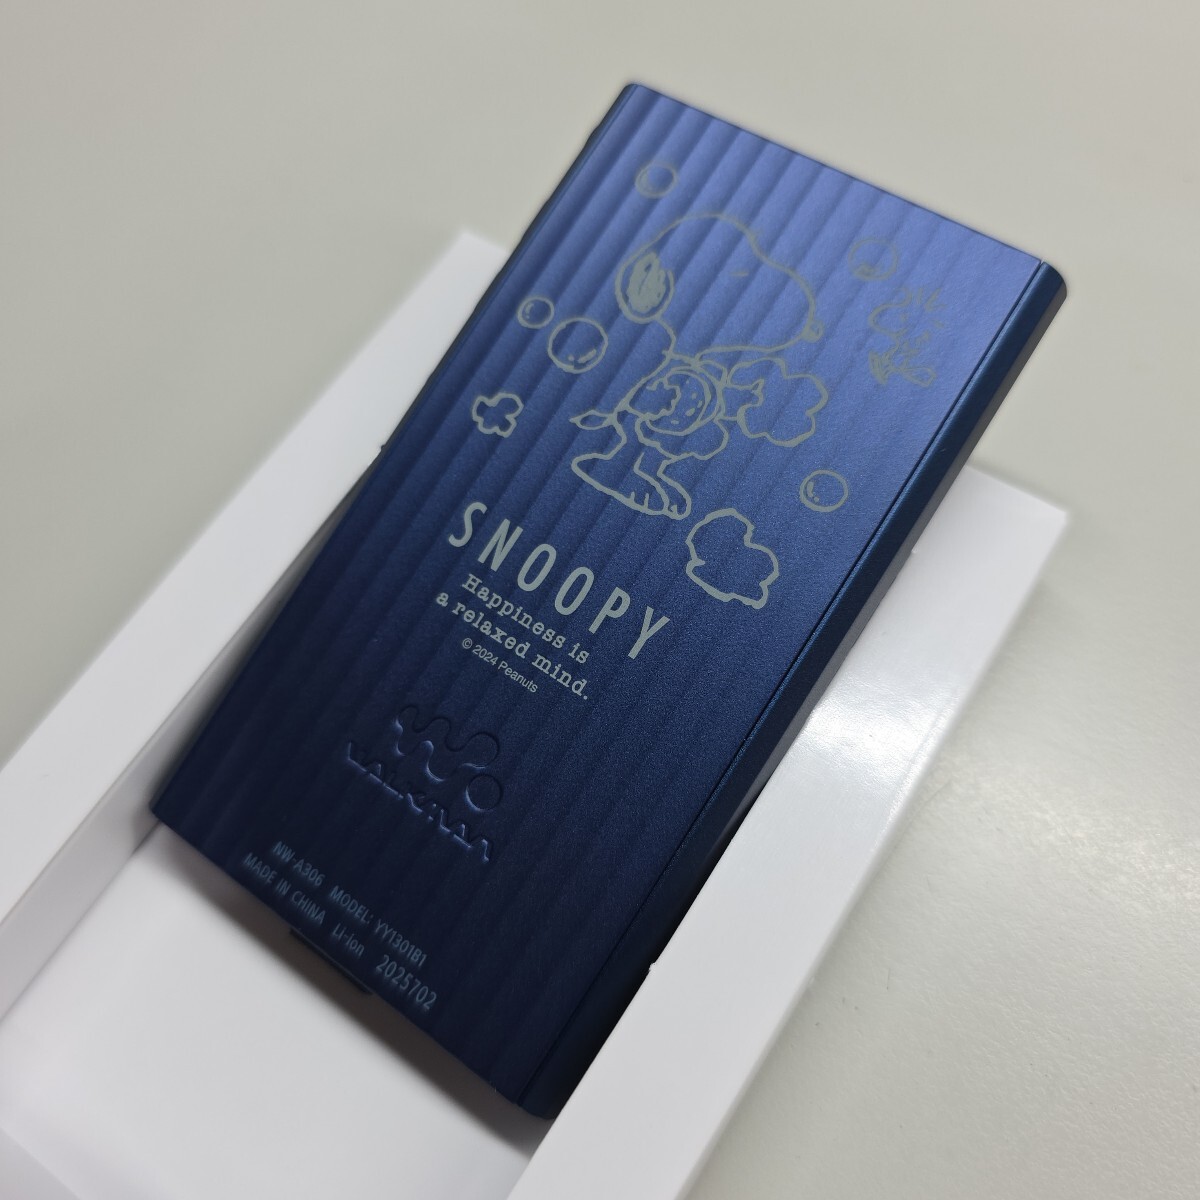 SNOOPY
Happiness is
a relaxed mind.
© 2024 Peanuts
WALKMAN
NW-A306 MODEL: YY1301B1
MADE IN CHINA Li-ion 2025702